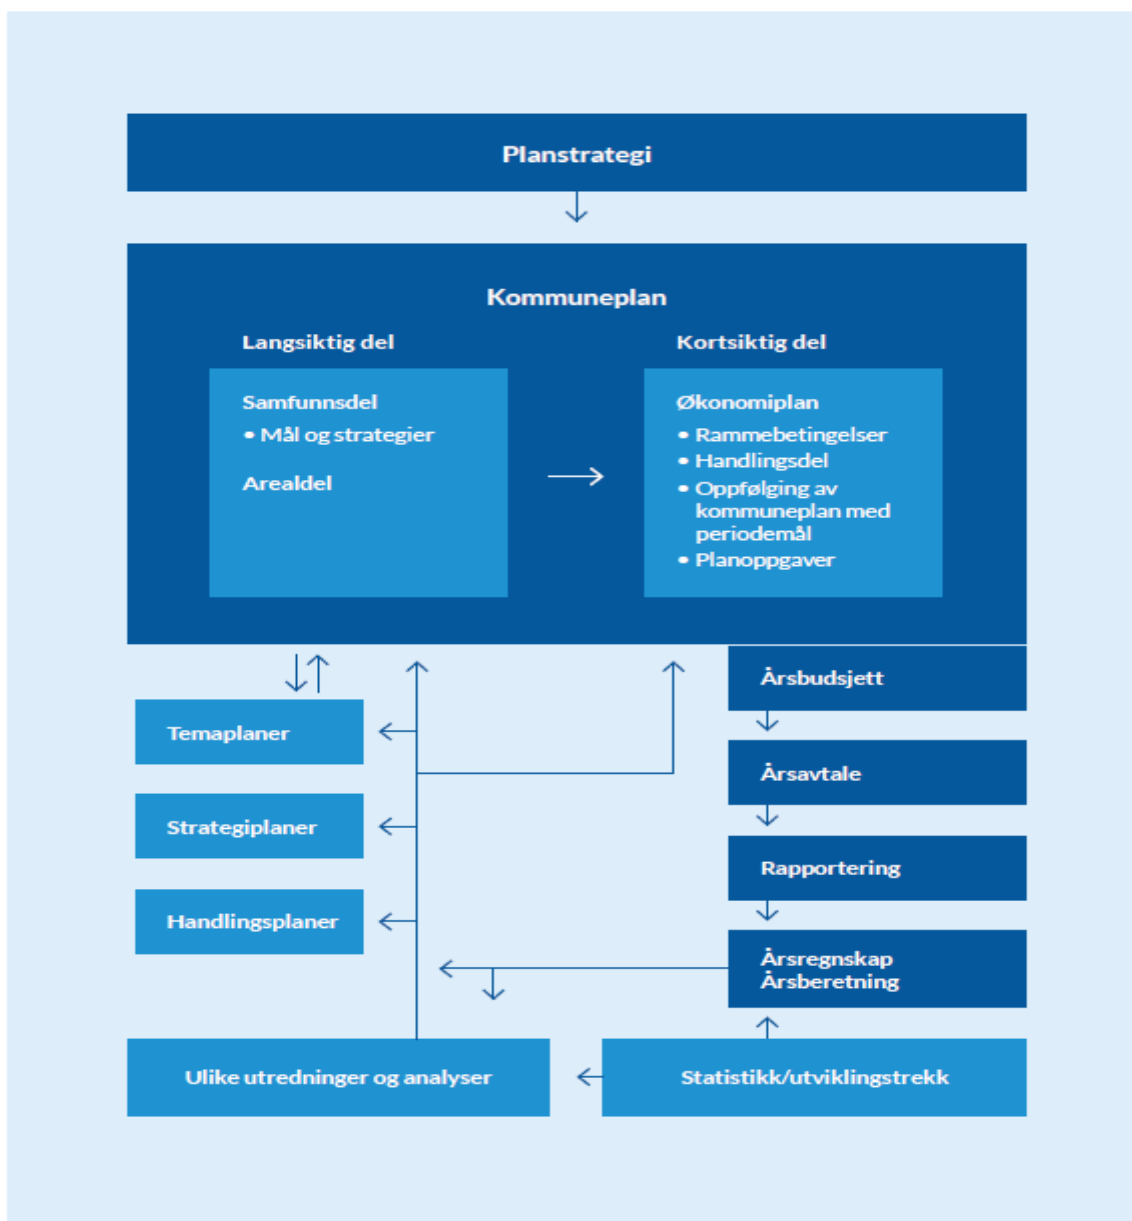 Planstrategi
Kommuneplan
Langsiktig del
Samfunnsdel
• Mål og strategier
Arealdel
Kortsiktig del
Økonomiplan
• Rammebetingelser
• Handlingsdel
• Oppfølging av
kommuneplan med
periodemål
• Planoppgaver
Temaplaner
Strategiplaner
Handlingsplaner
Årsbudsjett
Årsavtale
Rapportering
Årsregnskap
Årsberetning
Ulike utredninger og analyser
Statistikk/utviklingstrekk